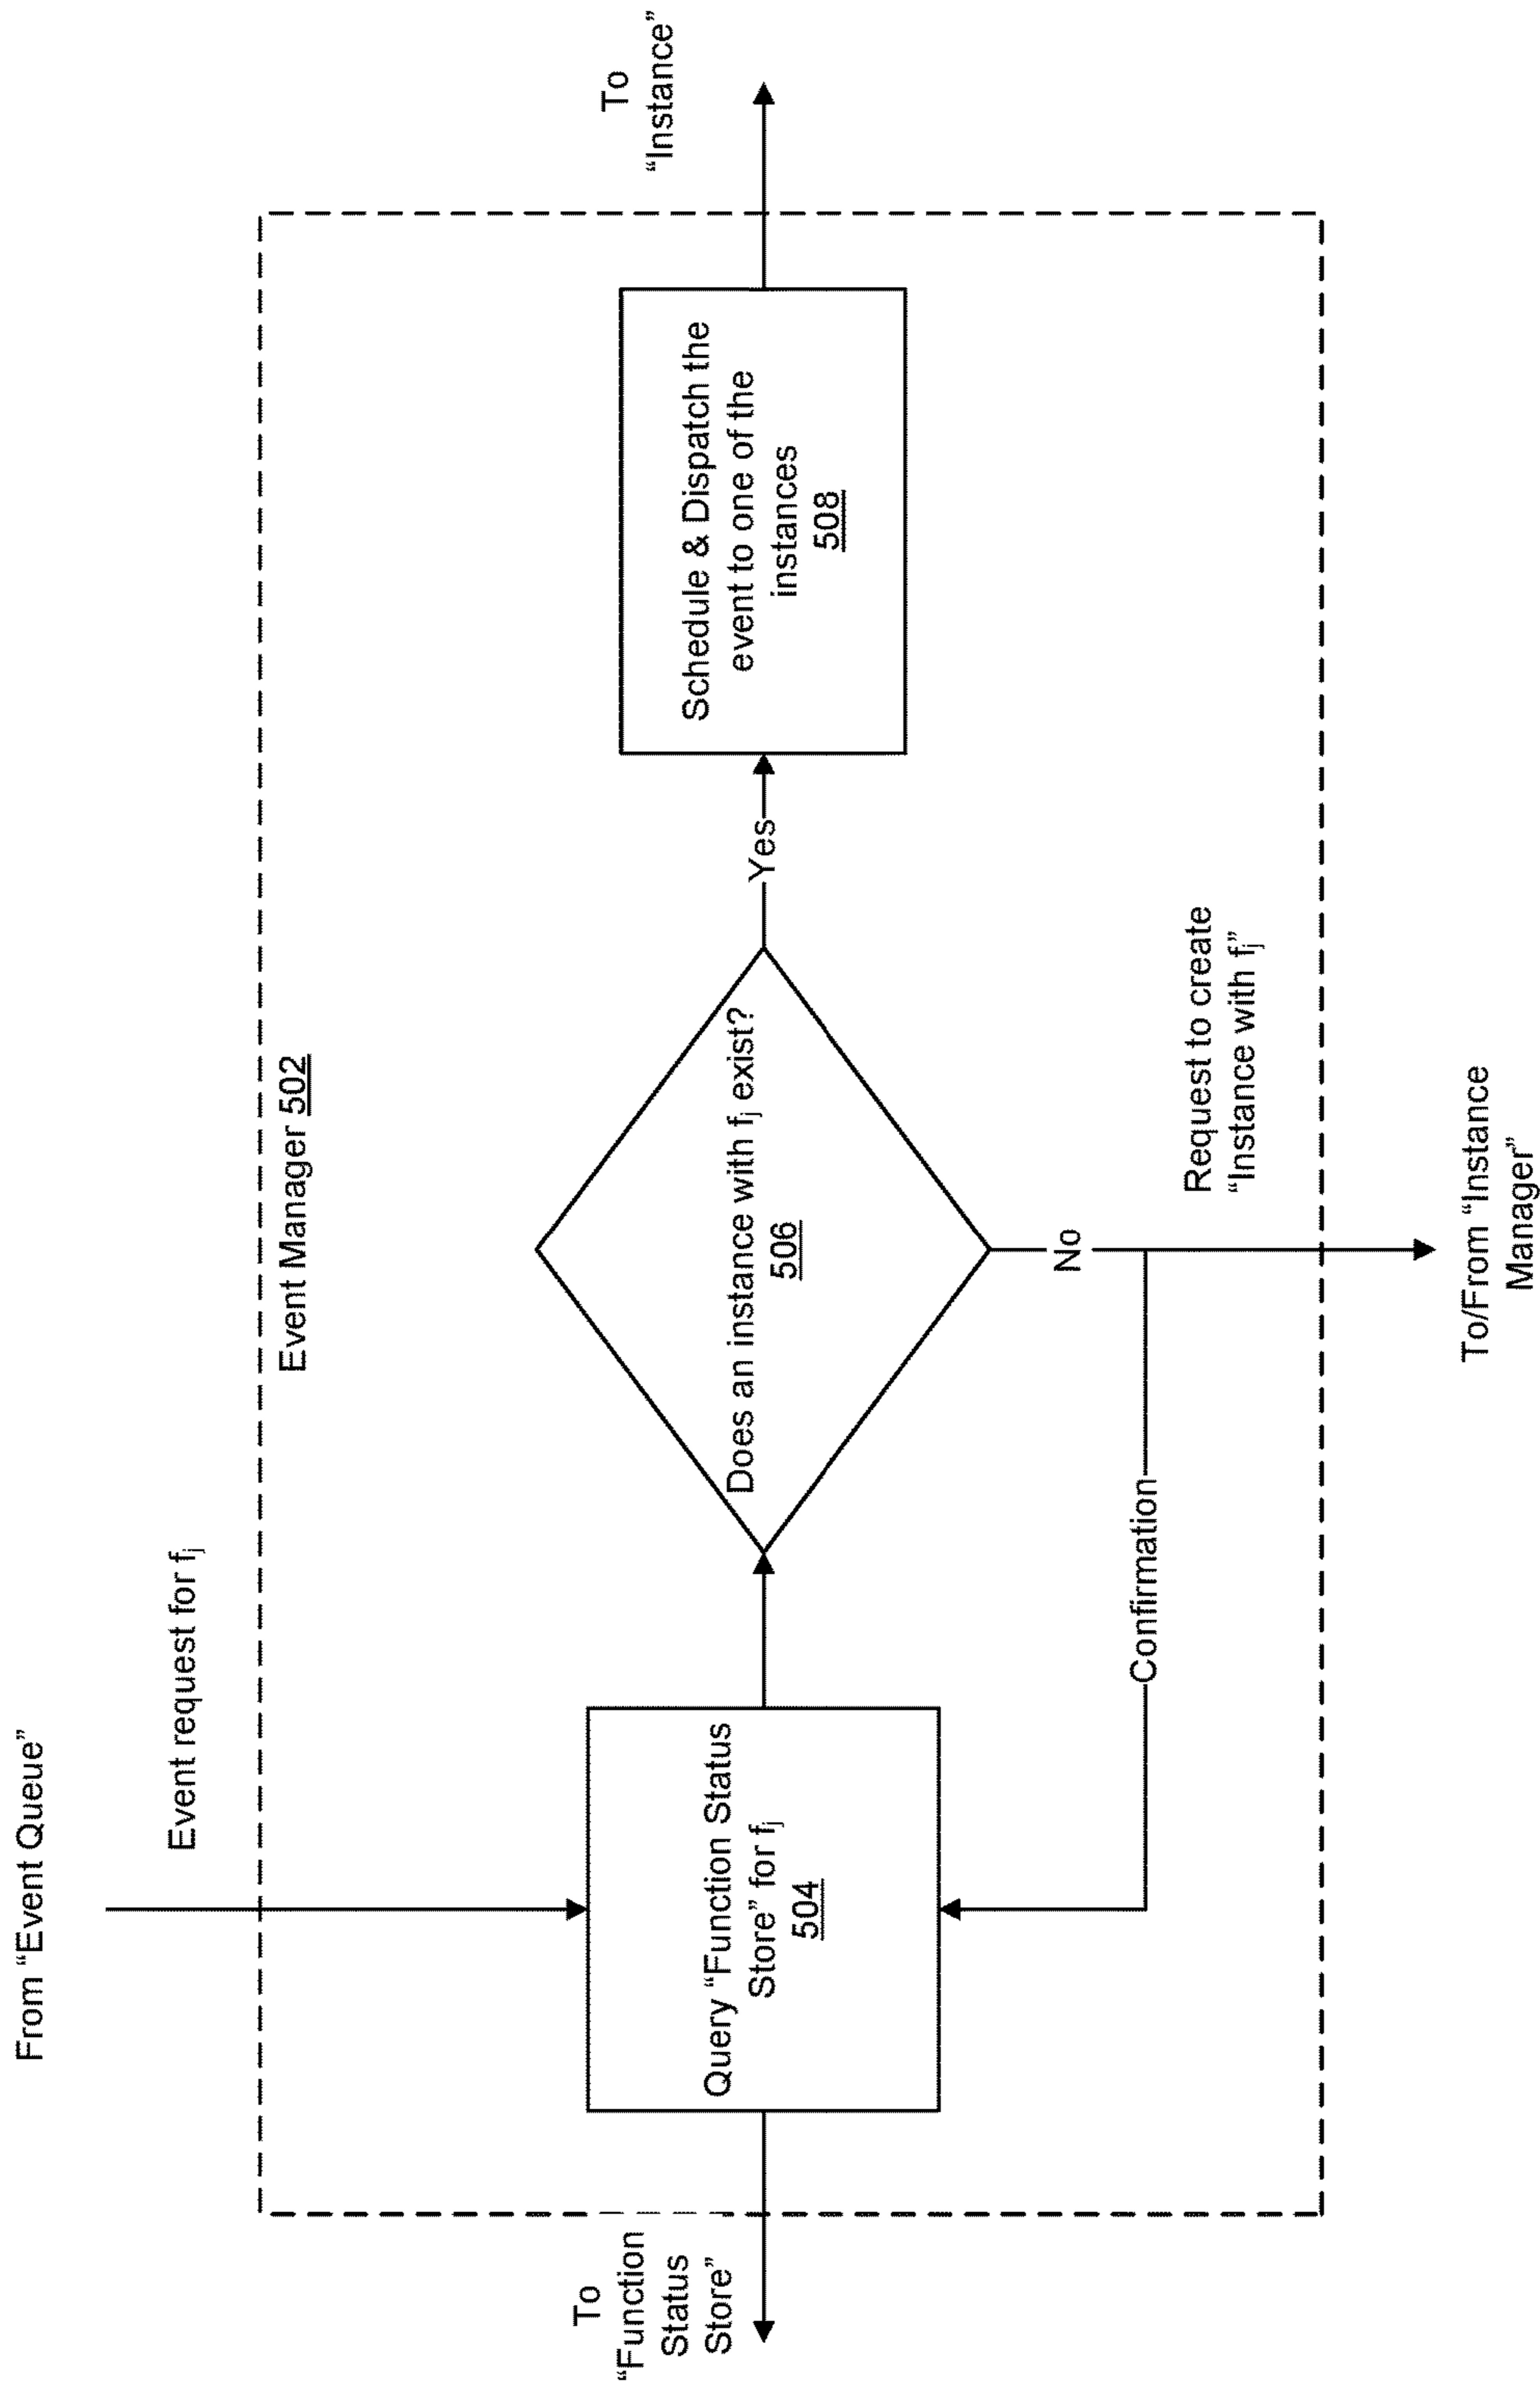 From “Event Queue”
Event request for fj
Event Manager 502
To
“Function
Status
Store”
Query “Function Status
Store” for fj
504
Does an instance with fj exist?
506
Yes
Schedule & Dispatch the
event to one of the
instances
508
To
“Instance”
No
Confirmation
Request to create
“Instance with fj”
To/From “Instance
Manager”